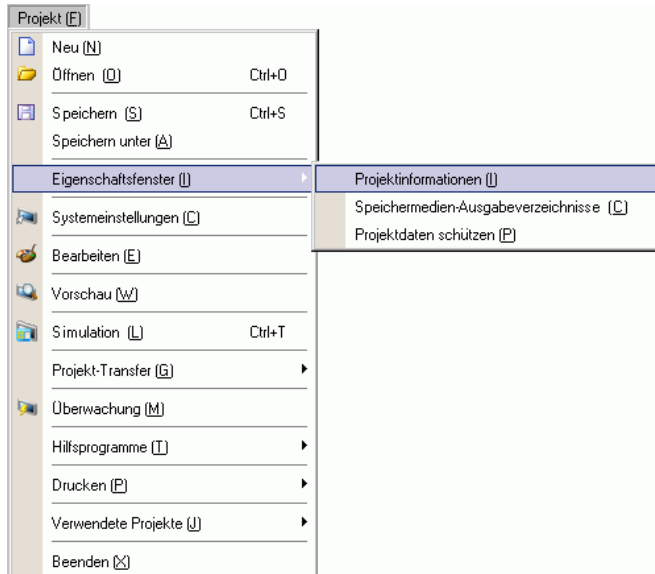 Projekt (F)
Neu (N)
Öffnen (O) Ctrl+O
Speichern (S) Ctrl+S
Speichern unter (A)
Eigenschaftsfenster (I) Projektinformationen (I)
Systemeinstellungen (C) Speichermedien-Ausgabeverzeichnisse (C)
Projektdaten schützen (P)
Bearbeiten (E)
Vorschau (W)
Simulation (L) Ctrl+T
Projekt-Transfer (G)
Überwachung (M)
Hilfsprogramme (T)
Drucken (P)
Verwendete Projekte (J)
Beenden (X)